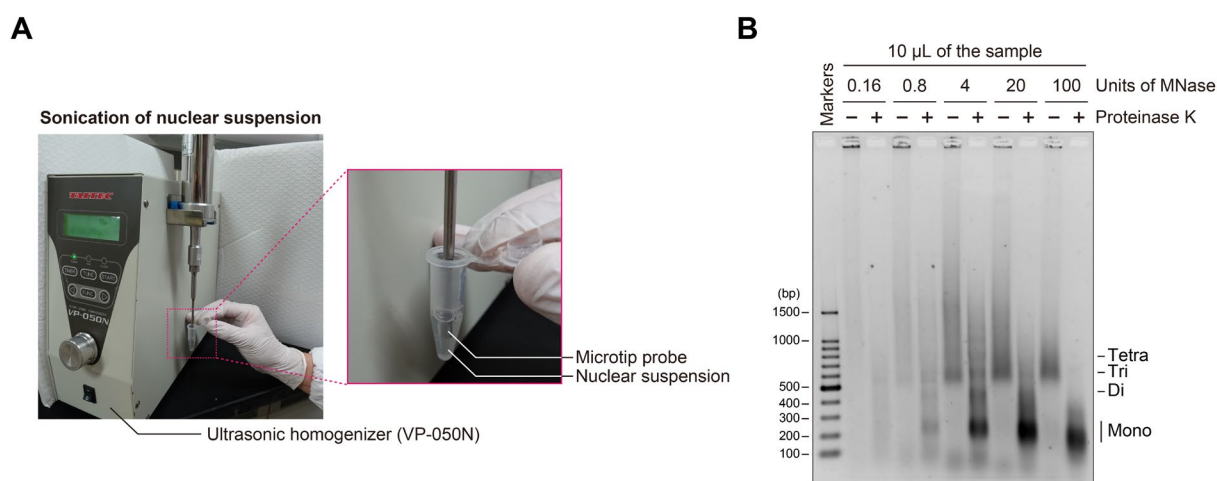 A
Sonication of nuclear suspension
TAITEC
VP-050N
Microtip probe
Nuclear suspension
Ultrasonic homogenizer (VP-050N)
B
10 µL of the sample
Markers
0.16 0.8 4 20 100 Units of MNase
− + − + − + − + − + Proteinase K
(bp)
1500
1000
500
400
300
200
100
Tetra
Tri
Di
Mono